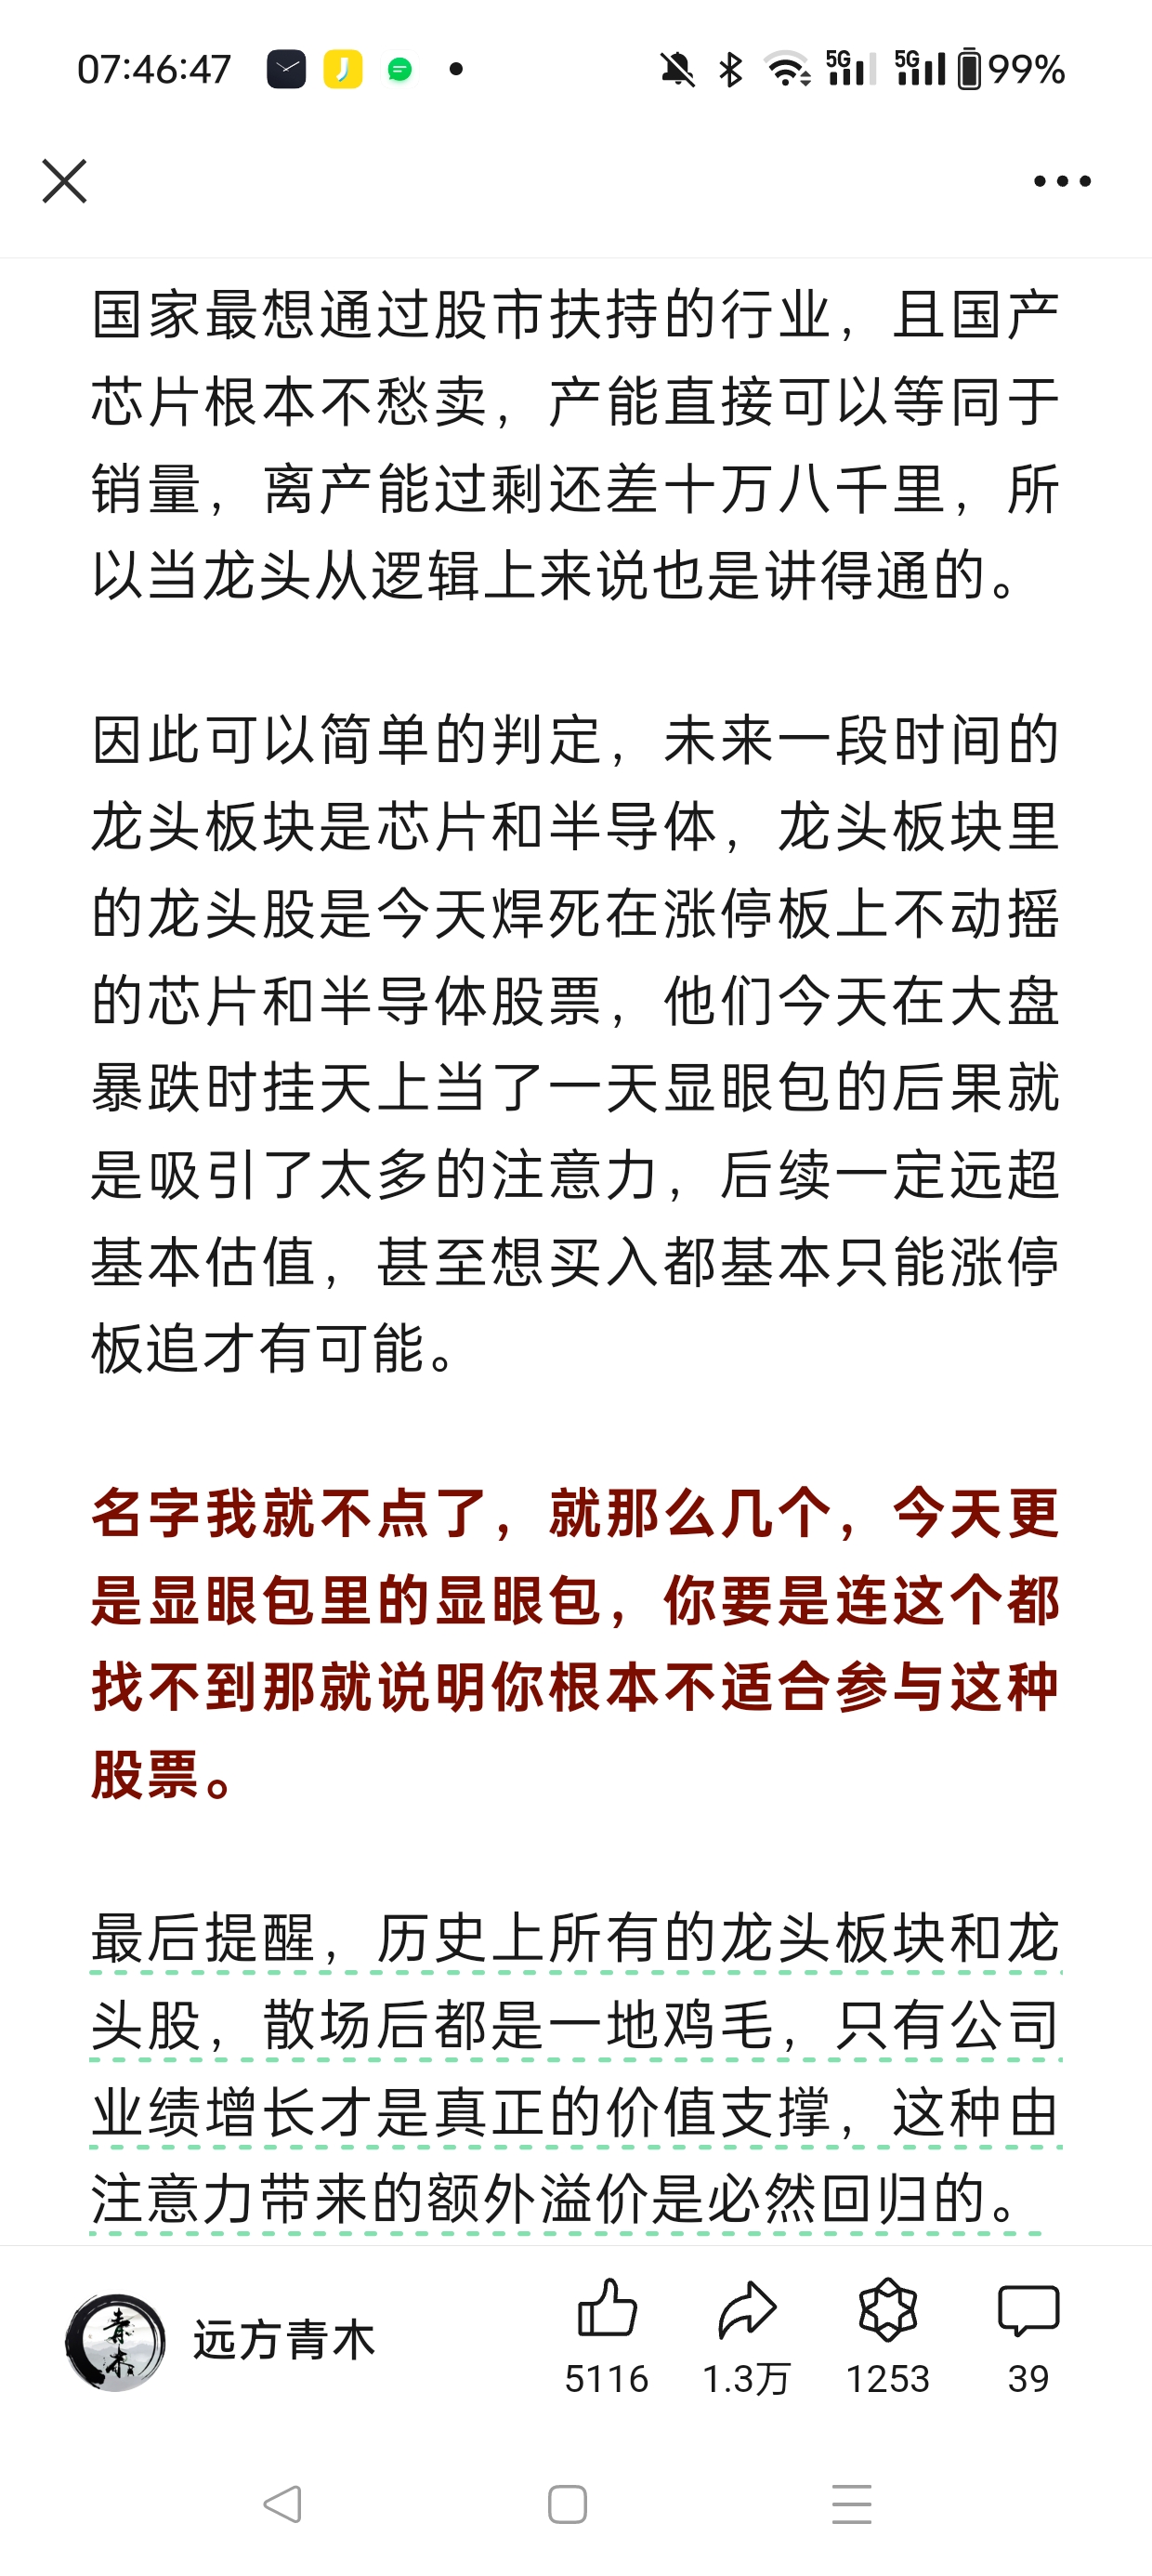 07:46:47
5G
5G
99%
国家最想通过股市扶持的行业，且国产
芯片根本不愁卖，产能直接可以等同于
销量，离产能过剩还差十万八千里，所
以当龙头从逻辑上来说也是讲得通的。
因此可以简单的判定，未来一段时间的
龙头板块是芯片和半导体，龙头板块里
的龙头股是今天焊死在涨停板上不动摇
的芯片和半导体股票，他们今天在大盘
暴跌时挂天上当了一天显眼包的后果就
是吸引了太多的注意力，后续一定远超
基本估值，甚至想买入都基本只能涨停
板追才有可能。
名字我就不点了，就那么几个，今天更
是显眼包里的显眼包，你要是连这个都
找不到那就说明你根本不适合参与这种
股票。
最后提醒，历史上所有的龙头板块和龙
头股，散场后都是一地鸡毛，只有公司
业绩增长才是真正的价值支撑，这种由
注意力带来的额外溢价是必然回归的。
青木
远方青木
5116
1.3万
1253
39